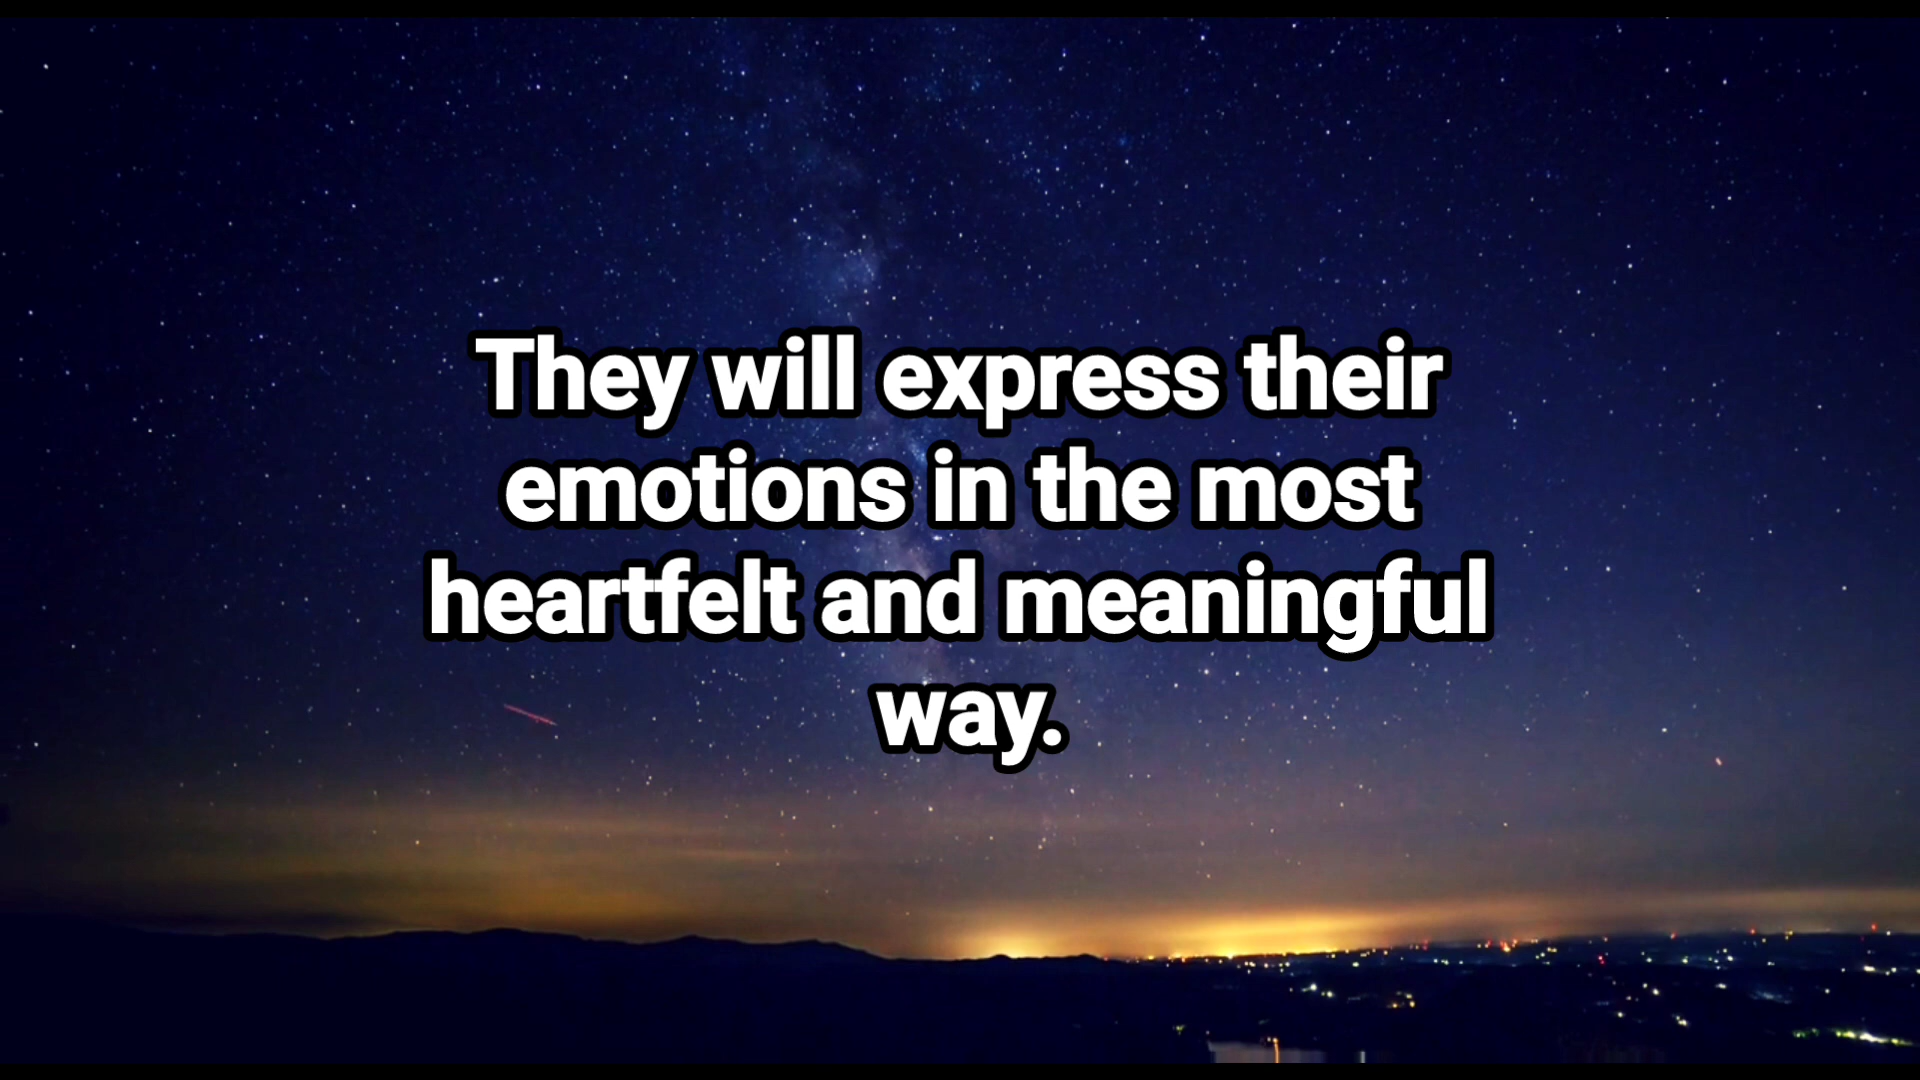 They will express their
emotions in the most
heartfelt and meaningful
way.